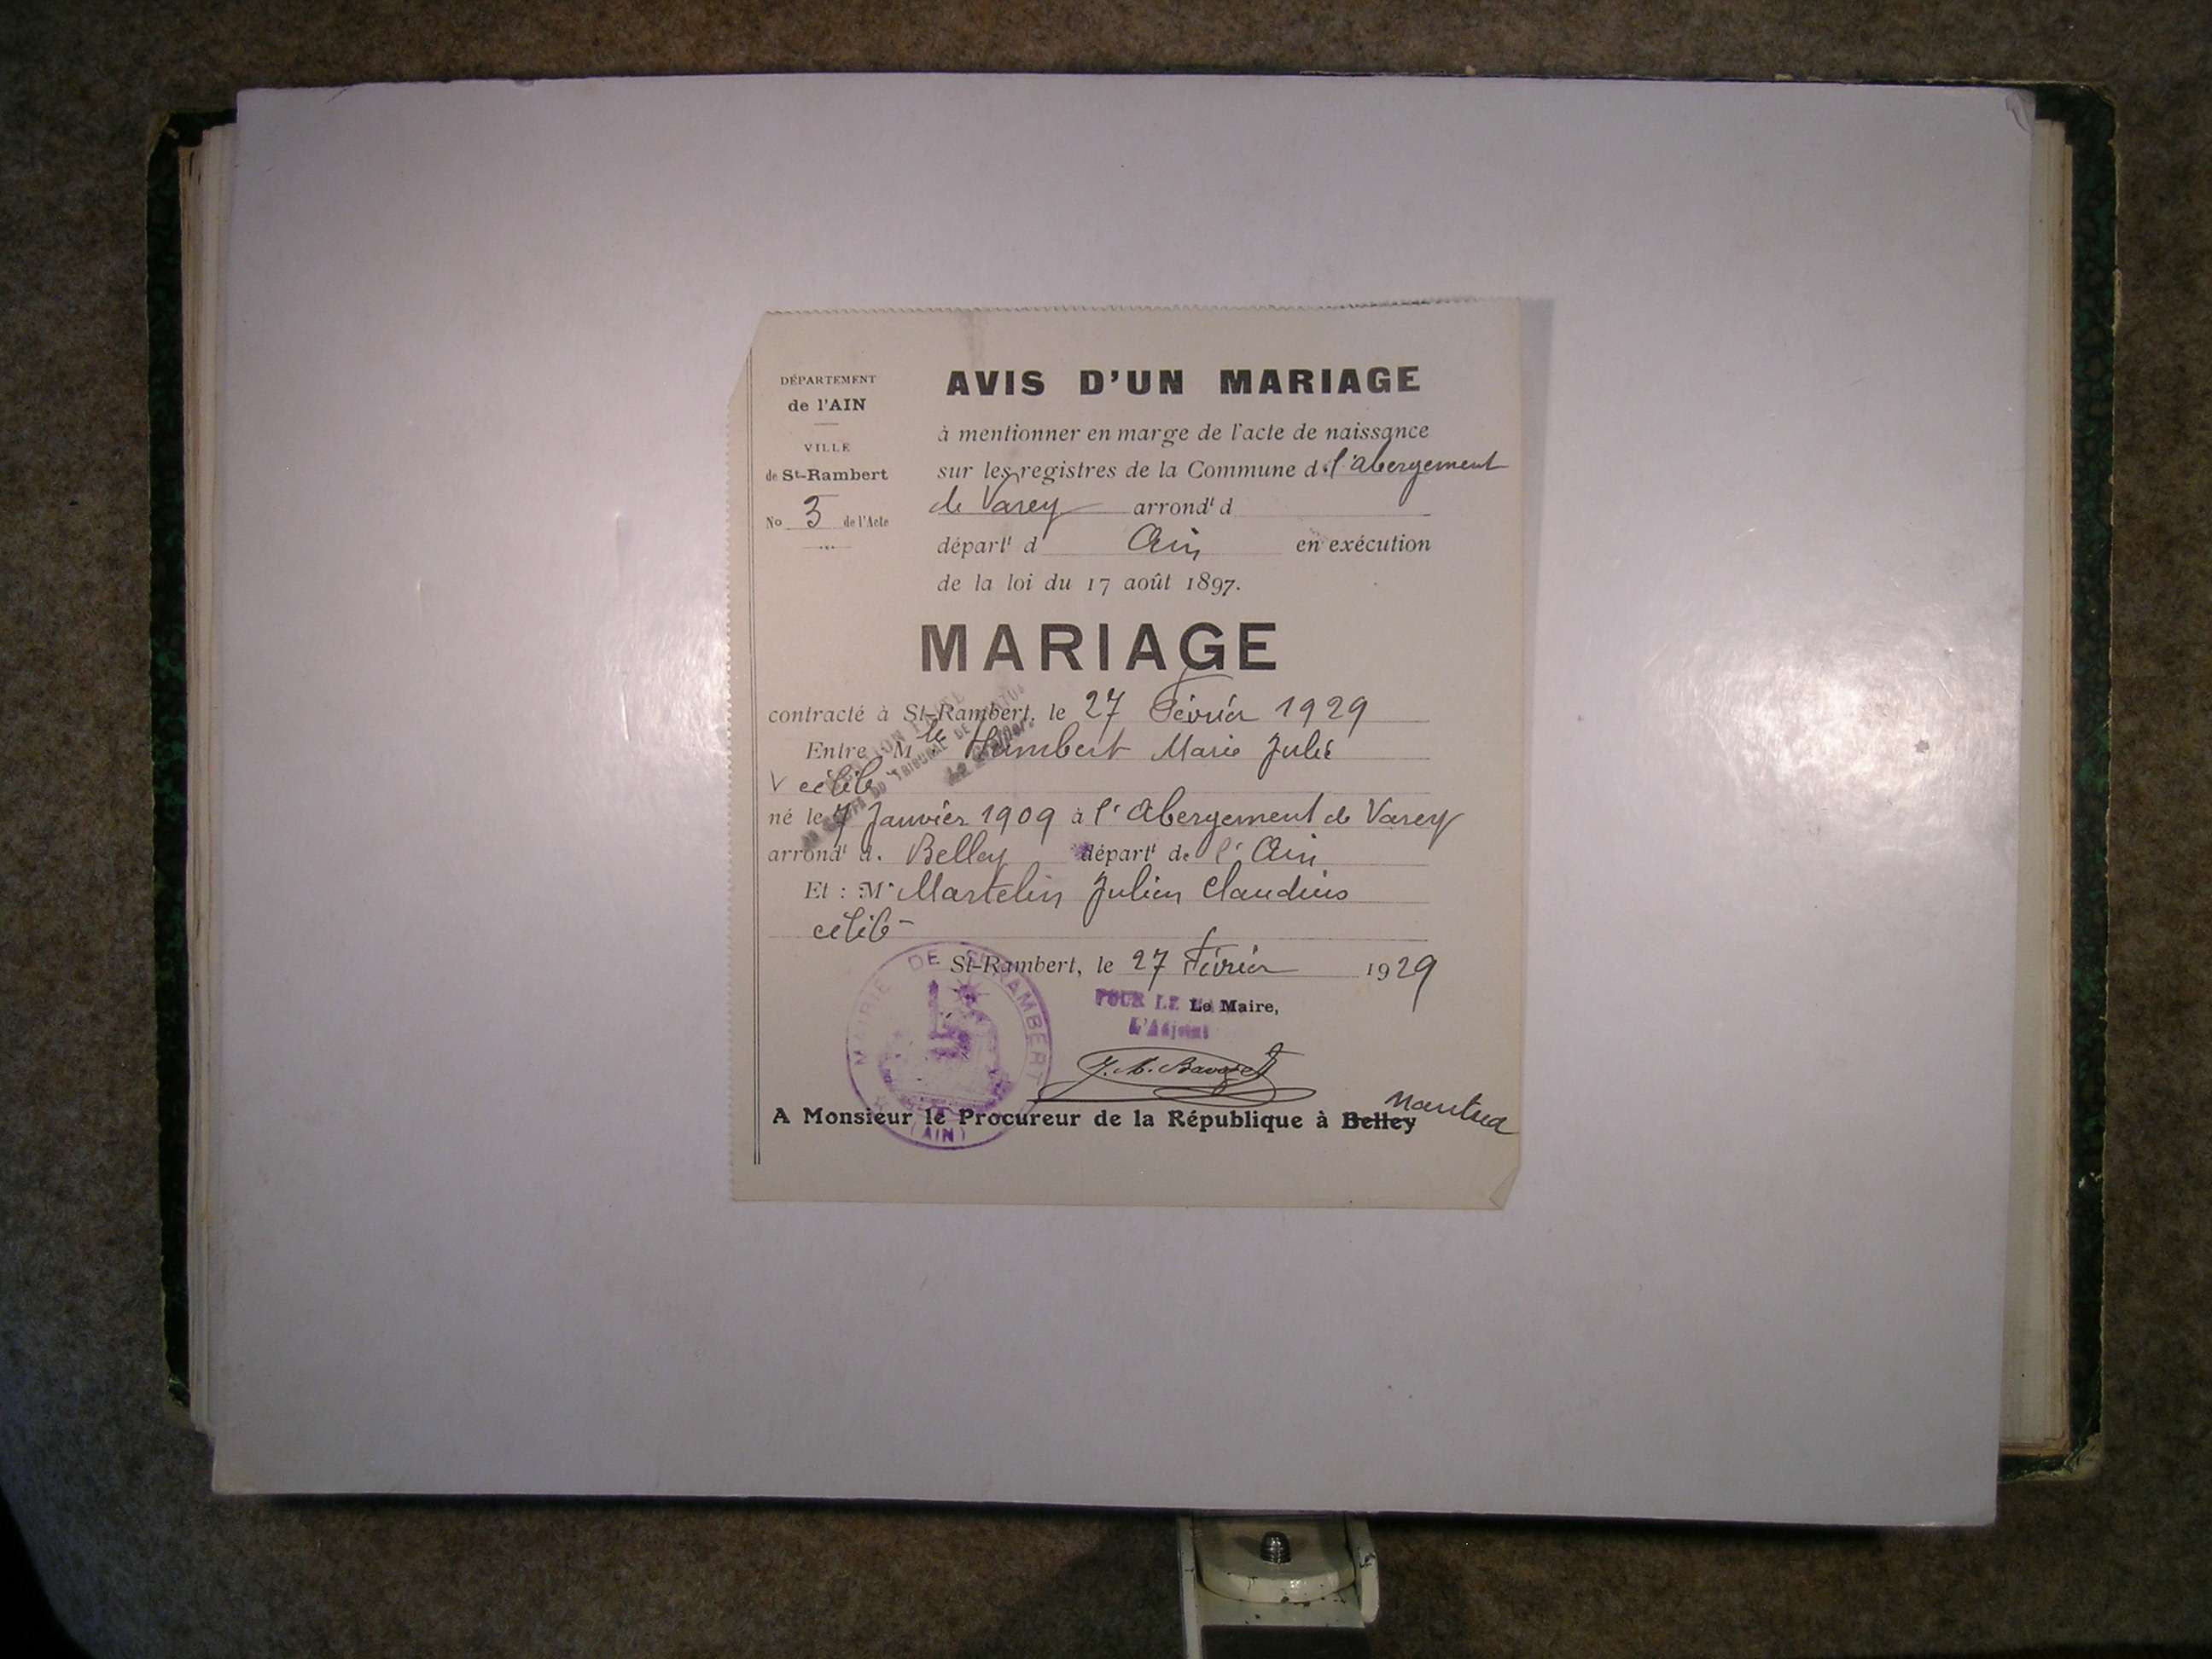 DÉPARTEMENT
de l'AIN
VILLE
de St-Rambert
No 3 de l'Acte
AVIS D'UN MARIAGE
à mentionner en marge de l'acte de naissance
sur les registres de la Commune d l'Abergement
de Varey arrondt d
départt d Ain en exécution
de la loi du 17 août 1897.
MARIAGE
contracté à St-Rambert, le 27 Février 1929
Entre Mlle Humbert Marie Julie
célib
né le 7 Janvier 1909 à l'Abergement de Varey
arrondt d. Belley départt de l'Ain
Et : Mr Martelin Julien Claudius
célib
St-Rambert, le 27 Février 1929
POUR LE Le Maire,
L'Adjoint
A Monsieur le Procureur de la République à Belley Nantua
MAIRIE DE ST RAMBERT
(AIN)